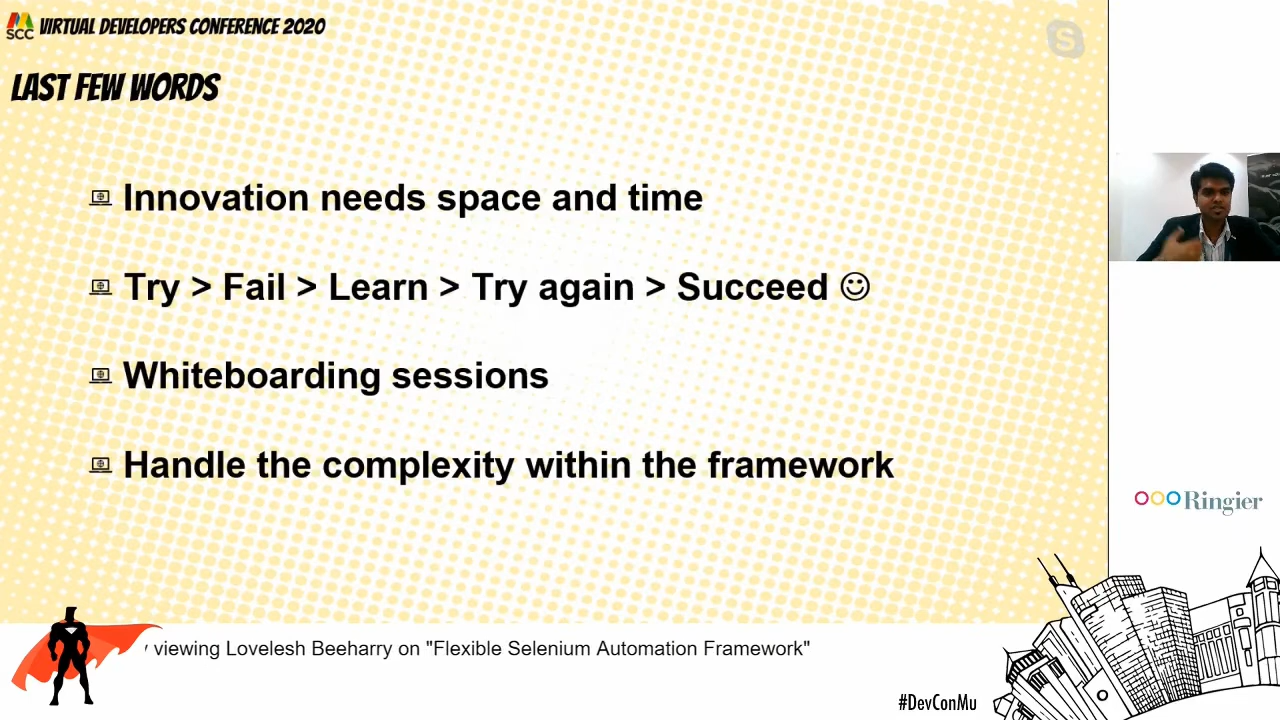 SCC VIRTUAL DEVELOPERS CONFERENCE 2020
S
LAST FEW WORDS
Innovation needs space and time
Try > Fail > Learn > Try again > Succeed ☺
Whiteboarding sessions
Handle the complexity within the framework
Ringier
viewing Lovelesh Beeharry on "Flexible Selenium Automation Framework"
#DevConMu